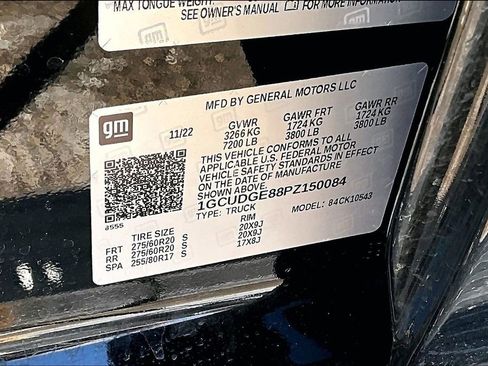 MAX TONGUE WEIGHT:
SEE OWNER'S MANUAL FOR MORE INFORMATION
gm
MFD BY GENERAL MOTORS LLC
11/22
GVWR GAWR FRT GAWR RR
3266 KG 1724 KG 1724 KG
7200 LB 3800 LB 3800 LB
THIS VEHICLE CONFORMS TO ALL
APPLICABLE U.S. FEDERAL MOTOR
VEHICLE SAFETY STANDARDS IN EFFECT
ON THE DATE OF MANUFACTURE
SHOWN ABOVE.
1GCUDGE88PZ150084
TYPE: TRUCK MODEL: 84CK10543
8555
TIRE SIZE RIM
FRT 275/60R20 S 20X9J
RR 275/60R20 S 20X9J
SPA 255/80R17 S 17X8J